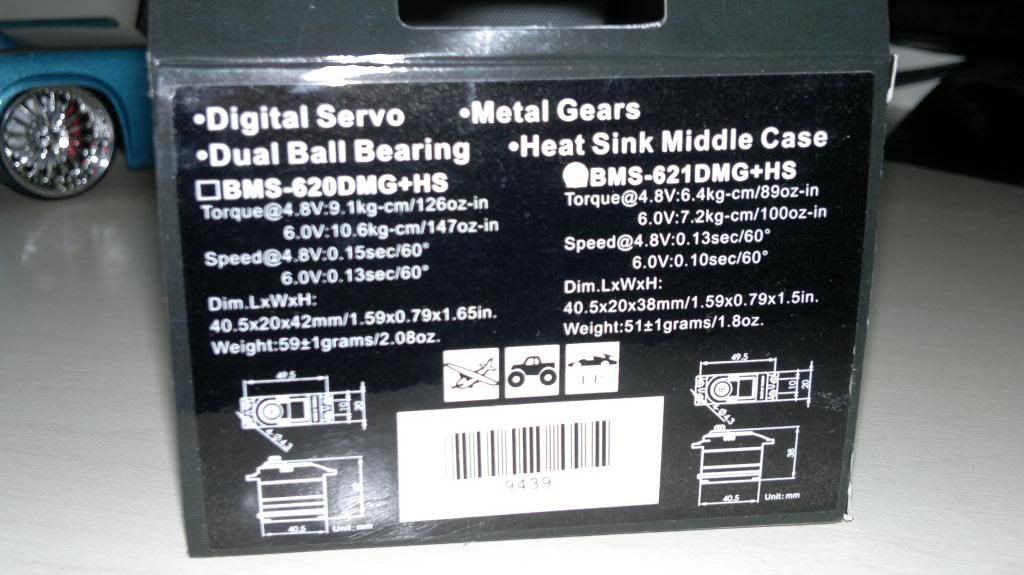 •Digital Servo •Metal Gears
•Dual Ball Bearing •Heat Sink Middle Case
BMS-620DMG+HS
Torque@4.8V:9.1kg-cm/126oz-in
6.0V:10.6kg-cm/147oz-in
Speed@4.8V:0.15sec/60°
6.0V:0.13sec/60°
Dim.LxWxH:
40.5x20x42mm/1.59x0.79x1.65in.
Weight:59±1grams/2.08oz.
BMS-621DMG+HS
Torque@4.8V:6.4kg-cm/89oz-in
6.0V:7.2kg-cm/100oz-in
Speed@4.8V:0.13sec/60°
6.0V:0.10sec/60°
Dim.LxWxH:
40.5x20x38mm/1.59x0.79x1.5in.
Weight:51±1grams/1.8oz.
49.5
10
20
40.5
Unit: mm
9439
49.5
10
20
38
40.5
Unit: mm